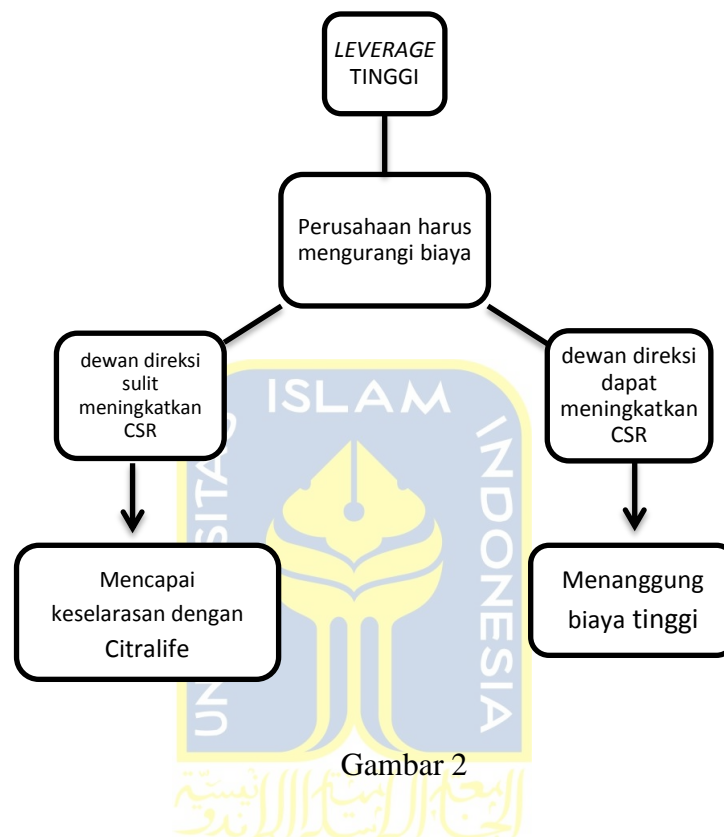 LEVERAGE
TINGGI
Perusahaan harus
mengurangi biaya
dewan direksi
sulit
meningkatkan
CSR
dewan direksi
dapat
meningkatkan
CSR
ISLAM
INDONESIA
Mencapai
keselarasan dengan
Citralife
Menanggung
biaya tinggi
Gambar 2